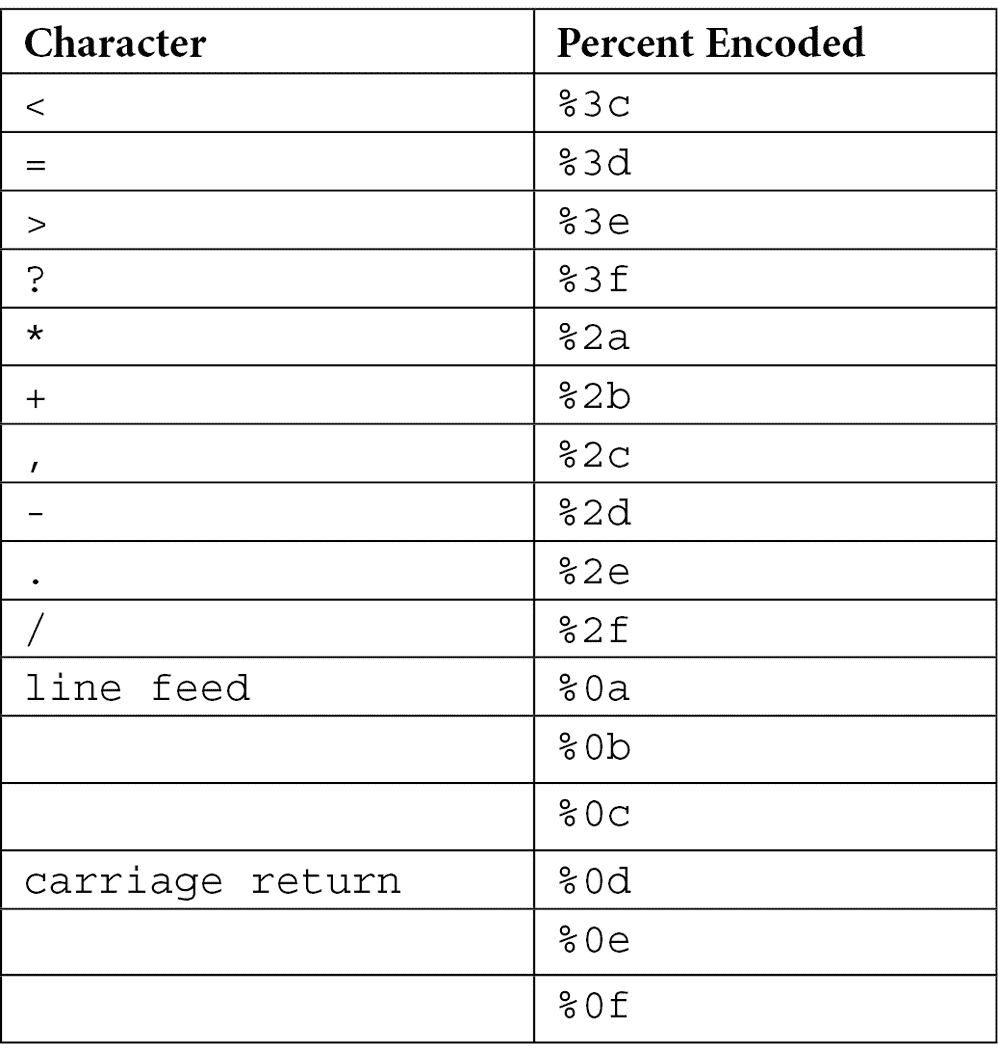 Character Percent Encoded
< %3c
= %3d
> %3e
? %3f
* %2a
+ %2b
, %2c
- %2d
. %2e
/ %2f
line feed %0a
%0b
%0c
carriage return %0d
%0e
%0f